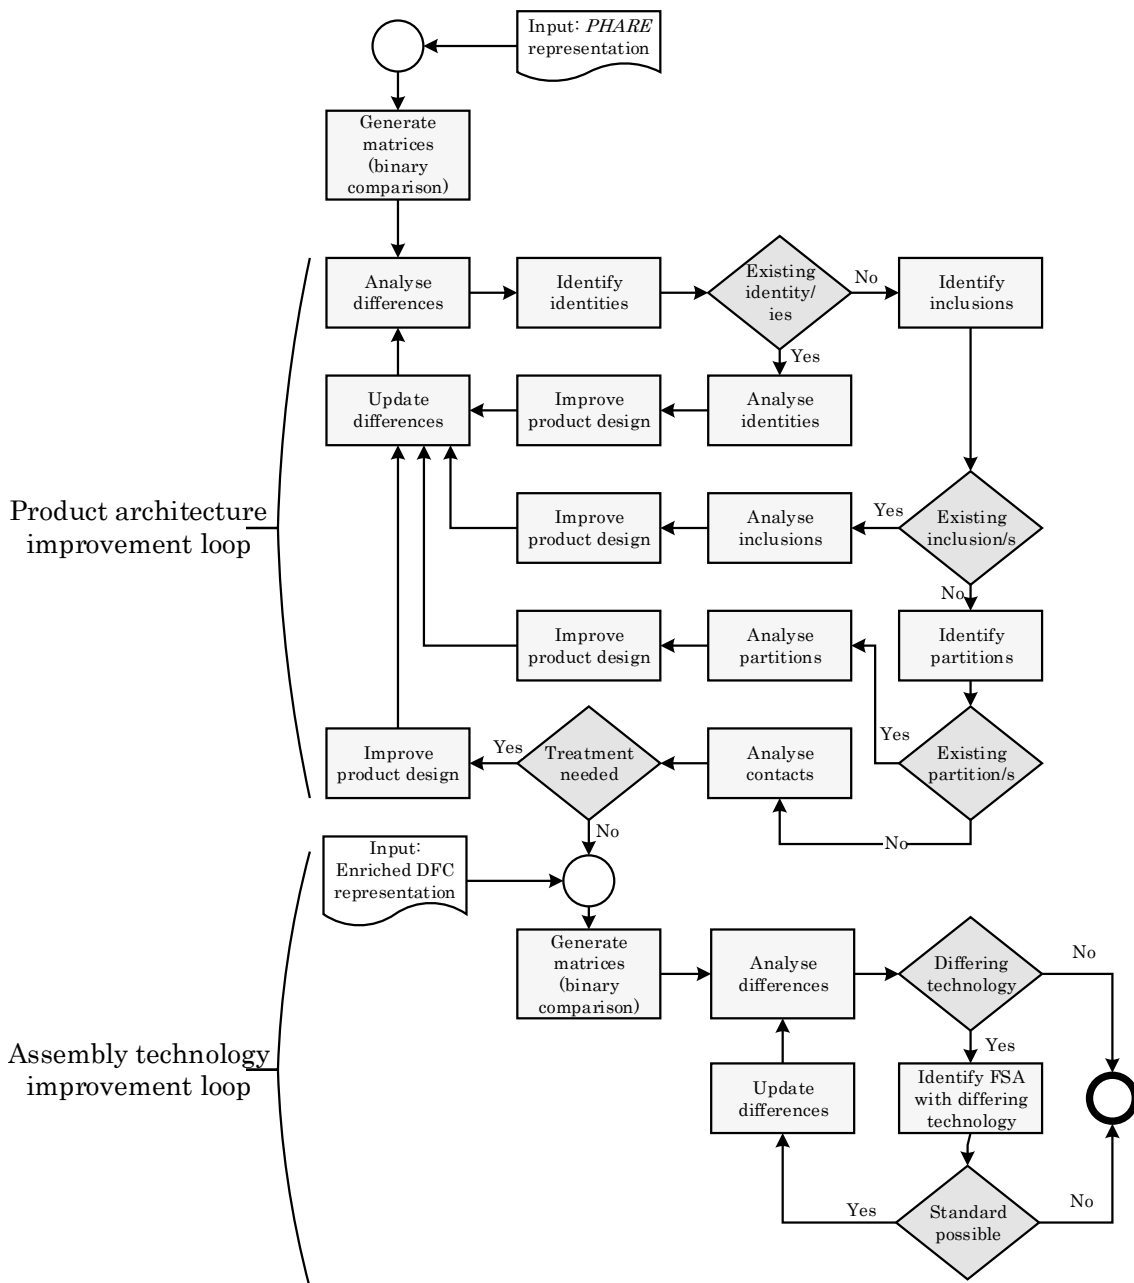 Input: PHARE
representation
Generate
matrices
(binary
comparison)
Analyse
differences
Identify
identities
Existing
identity/
ies
No
Identify
inclusions
Yes
Update
differences
Improve
product design
Analyse
identities
Product architecture
improvement loop
Improve
product design
Analyse
inclusions
Yes
Existing
inclusion/s
No
Improve
product design
Analyse
partitions
Identify
partitions
Improve
product design
Yes
Treatment
needed
Analyse
contacts
Yes
Existing
partition/s
No
No
Input:
Enriched DFC
representation
Generate
matrices
(binary
comparison)
Analyse
differences
Differing
technology
No
Yes
Assembly technology
improvement loop
Update
differences
Identify FSA
with differing
technology
Yes
Standard
possible
No